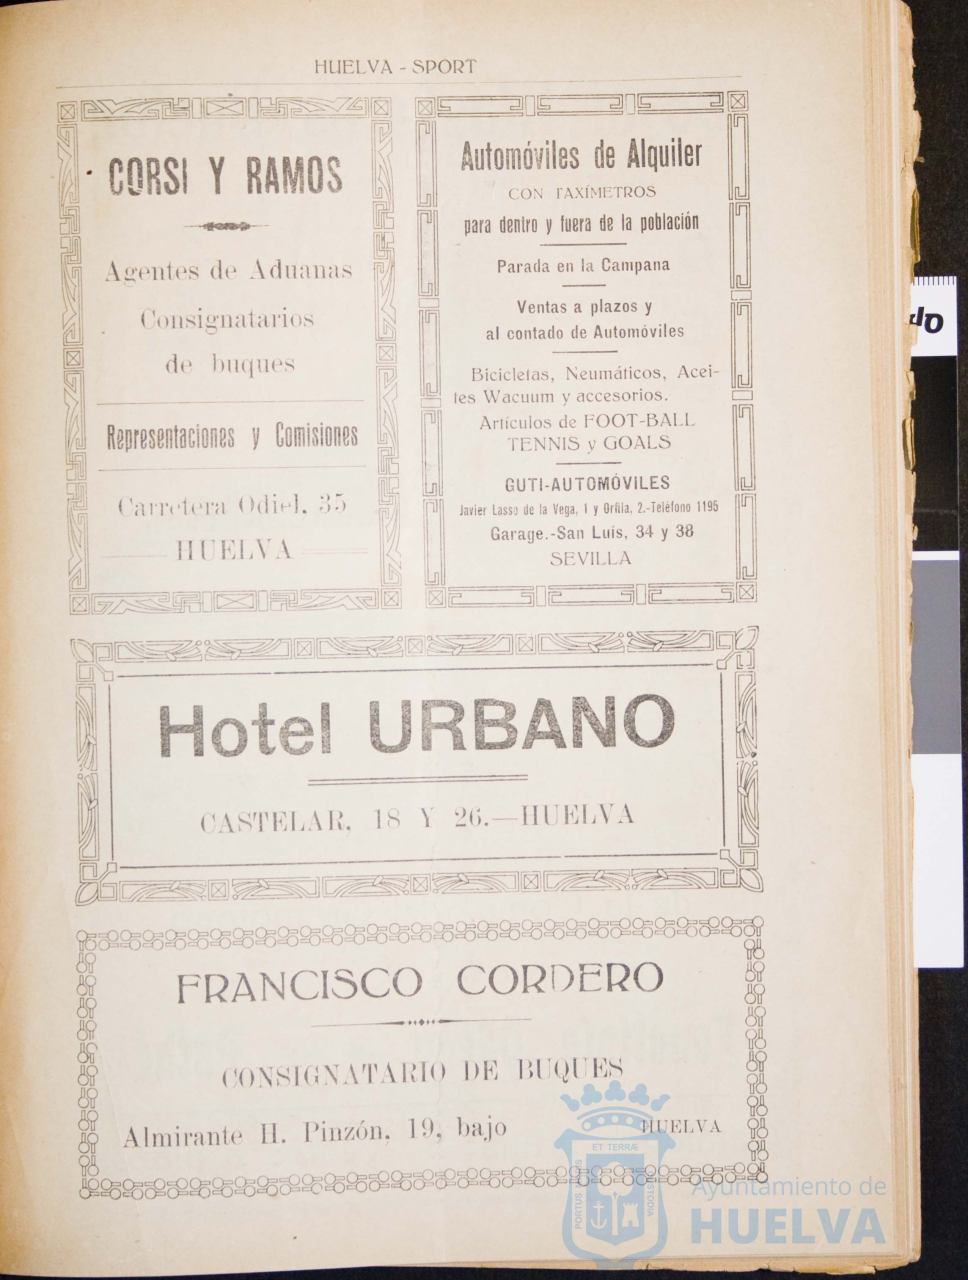 HUELVA - SPORT
CORSI Y RAMOS
Agentes de Aduanas
Consignatarios
de buques
Representaciones y Comisiones
Carretera Odiel, 35
HUELVA
Automóviles de Alquiler
CON TAXÍMETROS
para dentro y fuera de la población
Parada en la Campana
Ventas a plazos y
al contado de Automóviles
Bicicletas, Neumáticos, Acei-
tes Wacuum y accesorios.
Artículos de FOOT-BALL
TENNIS y GOALS
GUTI-AUTOMÓVILES
Javier Lasso de la Vega, 1 y Orfila, 2.-Teléfono 1195
Garage.-San Luis, 34 y 38
SEVILLA
Hotel URBANO
CASTELAR, 18 Y 26.—HUELVA
FRANCISCO CORDERO
CONSIGNATARIO DE BUQUES
Almirante H. Pinzón, 19, bajo HUELVA
ET TERRÆ
PORTUS
CUSTODIA
Ayuntamiento de
HUELVA